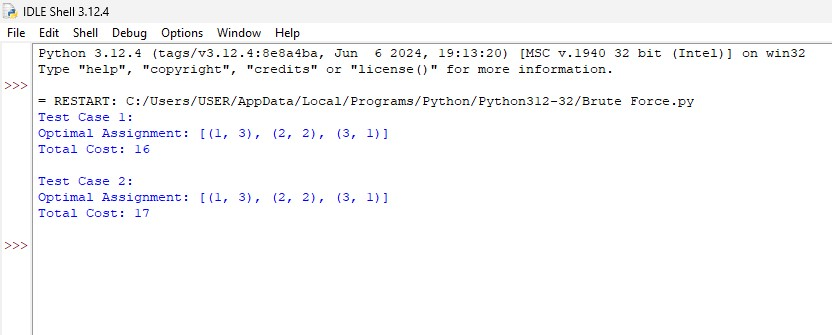 IDLE Shell 3.12.4
File Edit Shell Debug Options Window Help
Python 3.12.4 (tags/v3.12.4:8e8a4ba, Jun  6 2024, 19:13:20) [MSC v.1940 32 bit (Intel)] on win32
Type "help", "copyright", "credits" or "license()" for more information.
>>>
= RESTART: C:/Users/USER/AppData/Local/Programs/Python/Python312-32/Brute Force.py
Test Case 1:
Optimal Assignment: [(1, 3), (2, 2), (3, 1)]
Total Cost: 16
Test Case 2:
Optimal Assignment: [(1, 3), (2, 2), (3, 1)]
Total Cost: 17
>>>